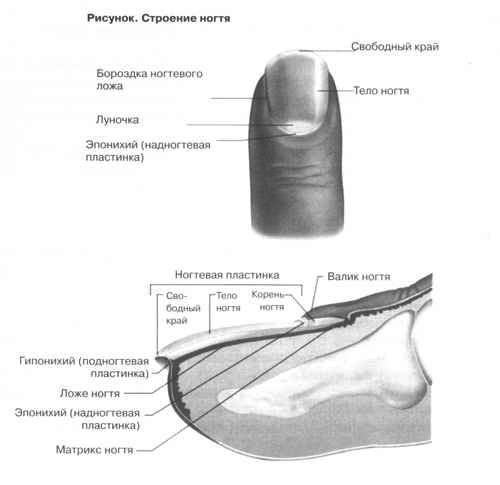 Рисунок. Строение ногтя
Свободный край
Бороздка ногтевого
ложа
Тело ногтя
Луночка
Эпонихий (надногтевая
пластинка)
Ногтевая пластинка
Валик ногтя
Сво-
бодный
край
Тело
ногтя
Корень
ногтя
Гипонихий (подногтевая
пластинка)
Ложе ногтя
Эпонихий (надногтевая
пластинка)
Матрикс ногтя